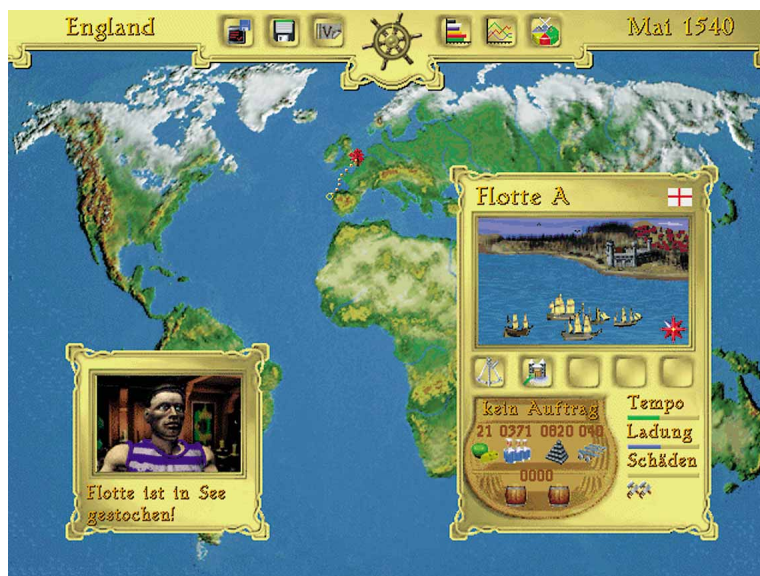 England
Mai 1540
Flotte A
kein Auftrag
21 0371 0820 040
0000
Tempo
Ladung
Schäden
Flotte ist in See
gestochen!